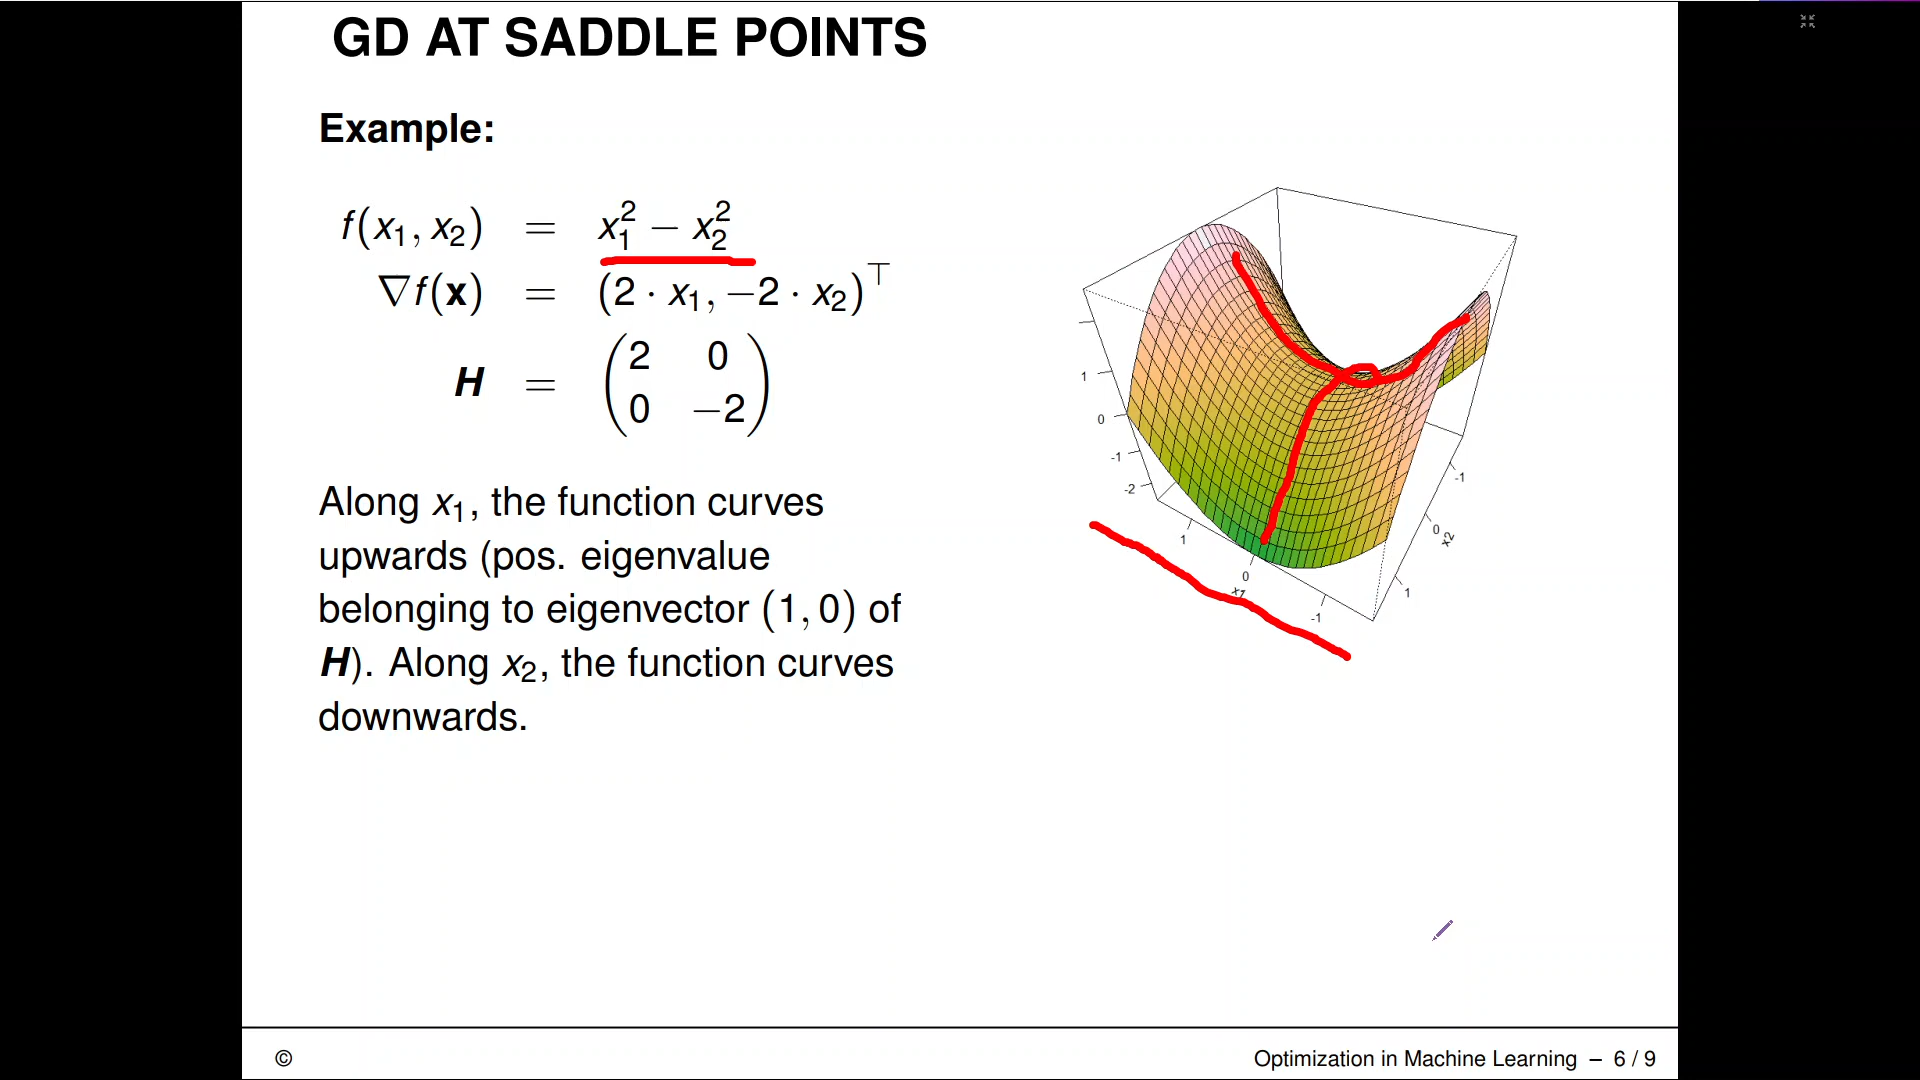 GD AT SADDLE POINTS
Example:
f(x₁, x₂) = x₁² − x₂²
∇f(𝐱) = (2 · x₁, −2 · x₂)⊤
H = (2 0
0 −2)
Along x₁, the function curves
upwards (pos. eigenvalue
belonging to eigenvector (1, 0) of
H). Along x₂, the function curves
downwards.
1
0
-1
-2
1
0
-1
x1
-1
0
1
x2
©
Optimization in Machine Learning – 6 / 9